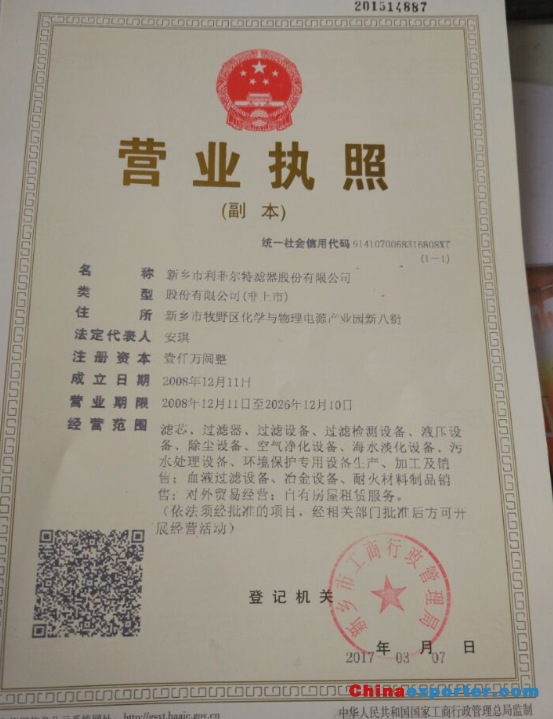 201514887
营业执照
(副 本)
统一社会信用代码 9141070068316808X7
(1-1)
名 称 新乡市利菲尔特滤器股份有限公司
类 型 股份有限公司(非上市)
住 所 新乡市牧野区化学与物理电源产业园新八街
法定代表人 安琪
注册资本 壹仟万圆整
成立日期 2008年12月11日
营业期限 2008年12月11日至2026年12月10日
经营范围 滤芯、过滤器、过滤设备、过滤检测设备、液压设
备、除尘设备、空气净化设备、海水淡化设备、污
水处理设备、环境保护专用设备生产、加工及销
售；血液过滤设备、冶金设备、耐火材料制品销
售；对外贸易经营；自有房屋租赁服务。
(依法须经批准的项目，经相关部门批准后方可开
展经营活动)
登记机关
新乡市工商行政管理局
2017 年 03 月 07 日
Chinaexporter.com
http://gsxt.haaic.gov.cn
中华人民共和国国家工商行政管理总局监制